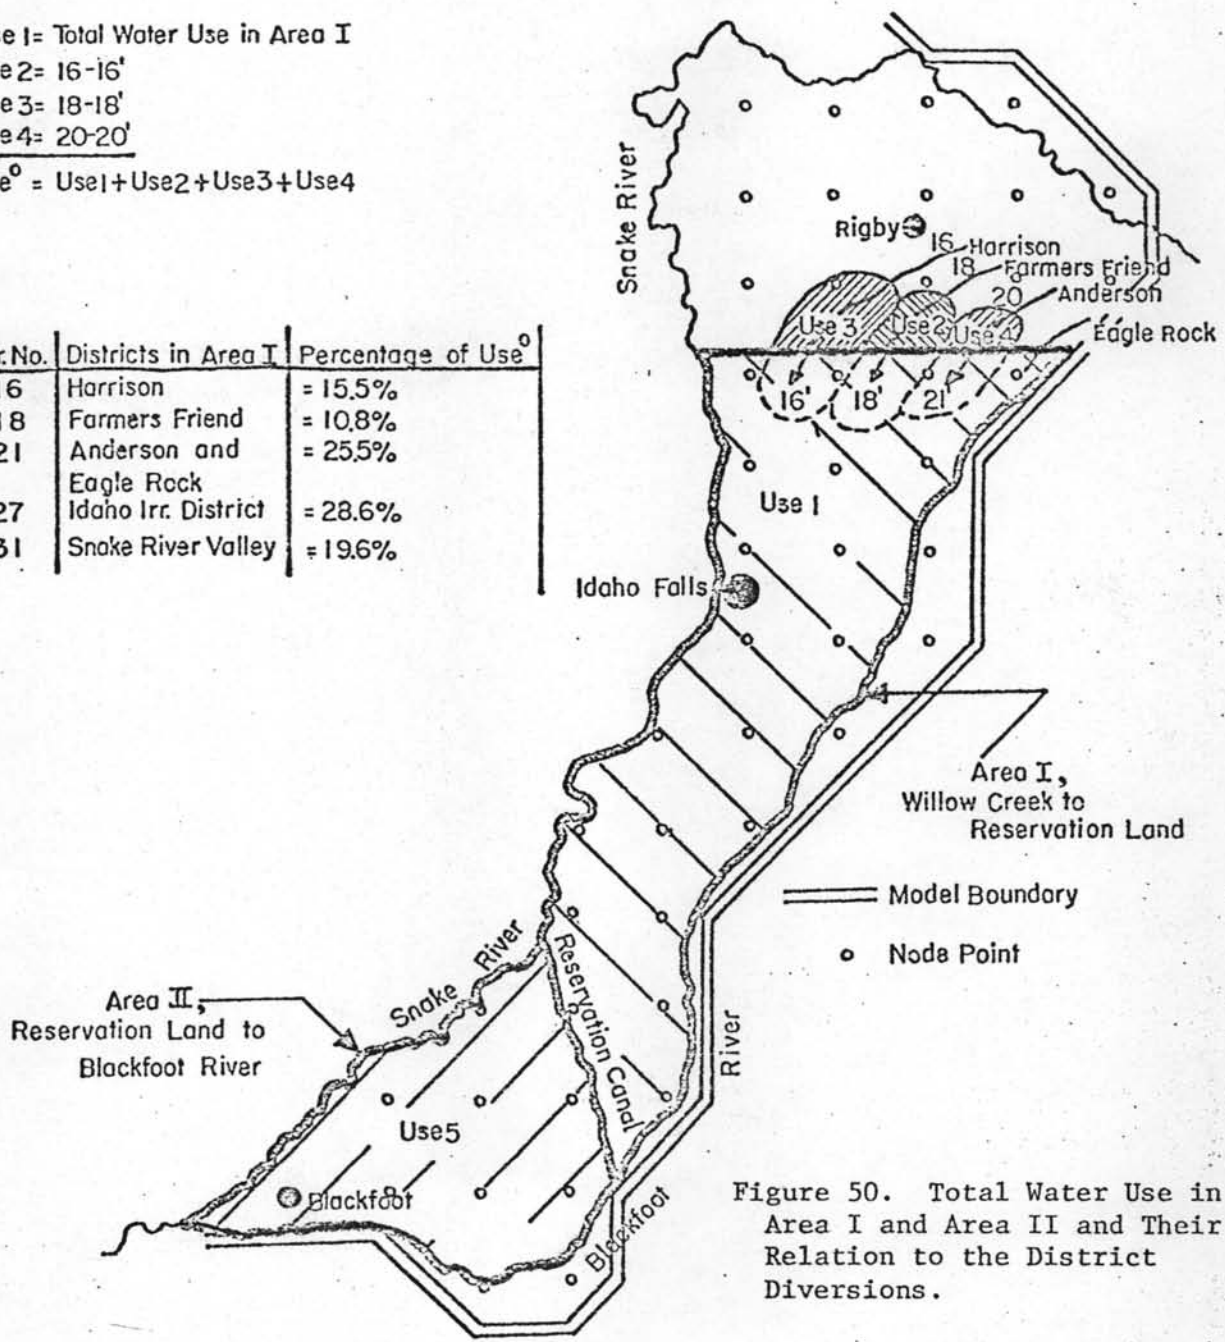 e 1= Total Water Use in Area I
e 2= 16-16'
e 3= 18-18'
e 4= 20-20'
e° = Use1+Use2+Use3+Use4
r. No. Districts in Area I Percentage of Use°
6 Harrison = 15.5%
18 Farmers Friend = 10.8%
21 Anderson and = 25.5%
Eagle Rock
27 Idaho Irr. District = 28.6%
31 Snake River Valley = 19.6%
Snake River
Rigby
16 Harrison
18 Farmers Friend
20 Anderson
Eagle Rock
Use 3
Use 2
Use 4
16'
18'
21'
Use 1
Idaho Falls
Area I,
Willow Creek to
Reservation Land
Model Boundary
Node Point
Snake River
Reservation Canal
Area II,
Reservation Land to
Blackfoot River
Use 5
Blackfoot
Blackfoot River
Figure 50. Total Water Use in
Area I and Area II and Their
Relation to the District
Diversions.